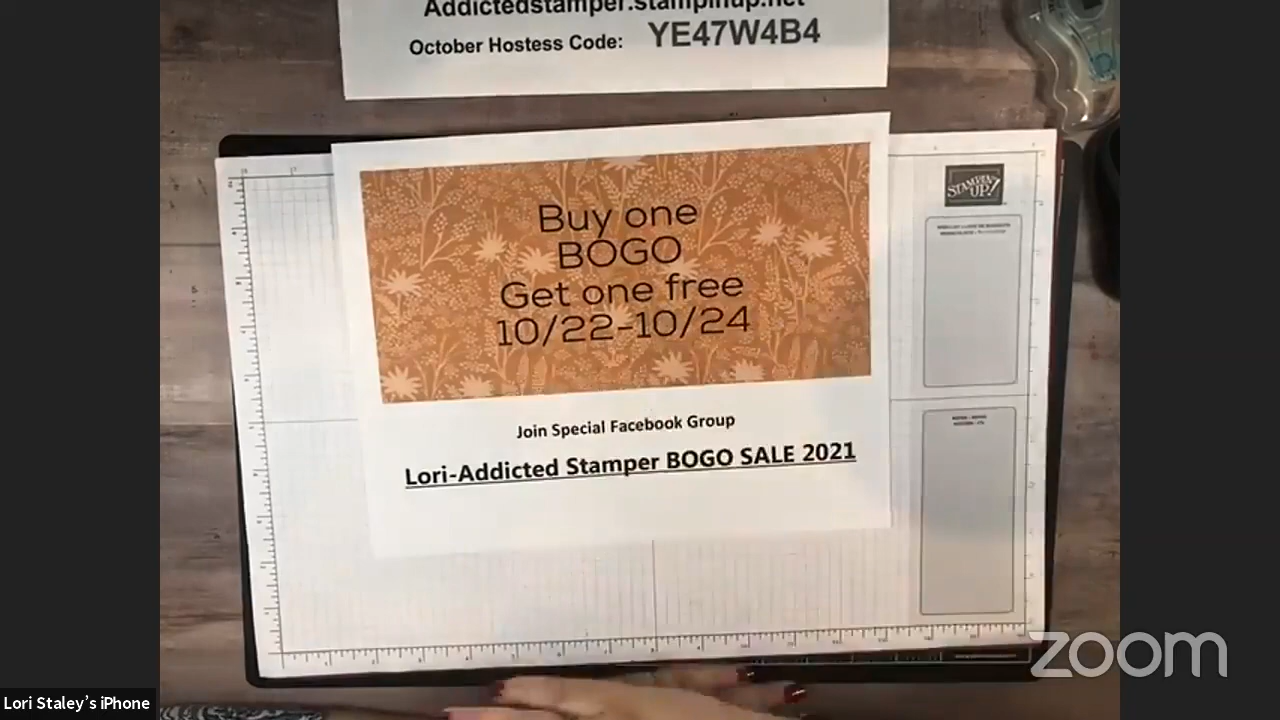 Addictedstamper.stampinup.net
October Hostess Code: YE47W4B4
STAMPIN' UP!
Buy one
BOGO
Get one free
10/22-10/24
Join Special Facebook Group
Lori-Addicted Stamper BOGO SALE 2021
zoom
Lori Staley's iPhone